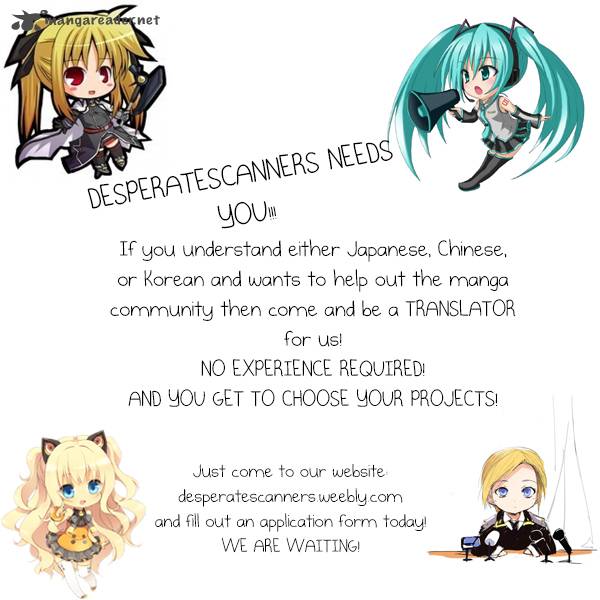 mangareader.net
DESPERATESCANNERS NEEDS
YOU!!!
If you understand either Japanese, Chinese,
or Korean and wants to help out the manga
community then come and be a TRANSLATOR
for us!
NO EXPERIENCE REQUIRED!
AND YOU GET TO CHOOSE YOUR PROJECTS!
Just come to our website:
desperatescanners.weebly.com
and fill out an application form today!
WE ARE WAITING!